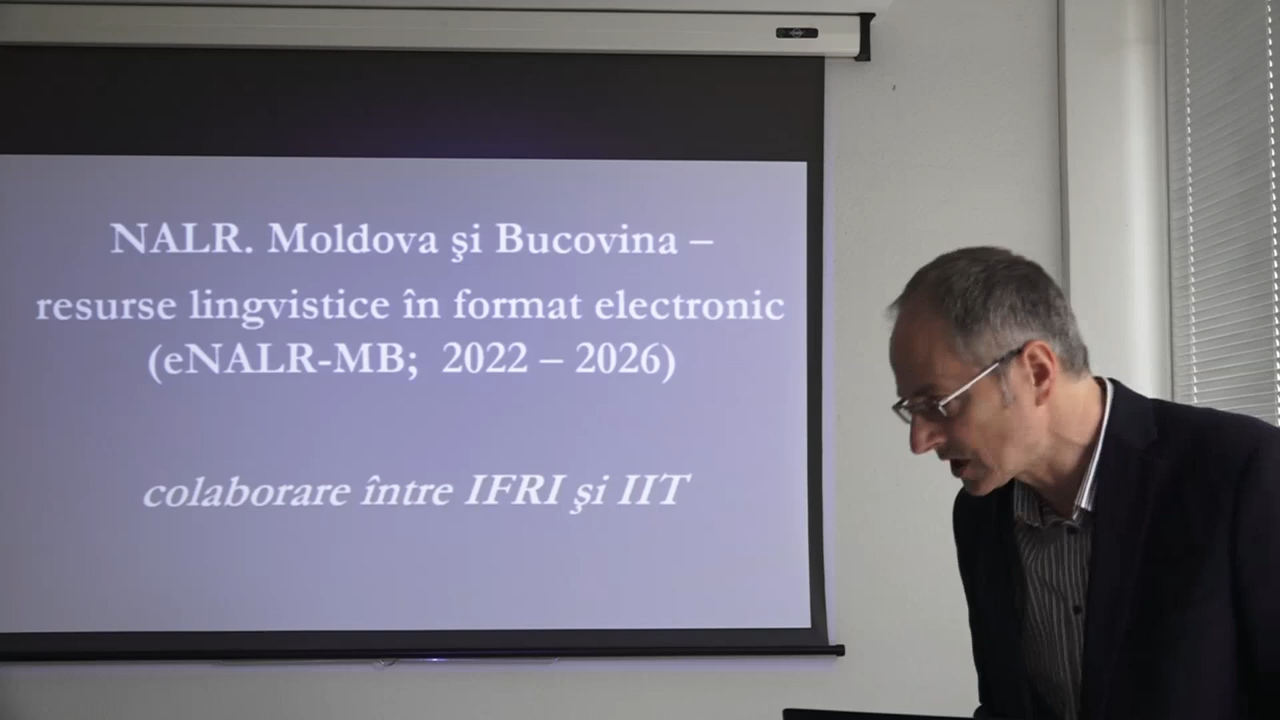 NALR. Moldova şi Bucovina –
resurse lingvistice în format electronic
(eNALR-MB; 2022 – 2026)
colaborare între IFRI şi IIT